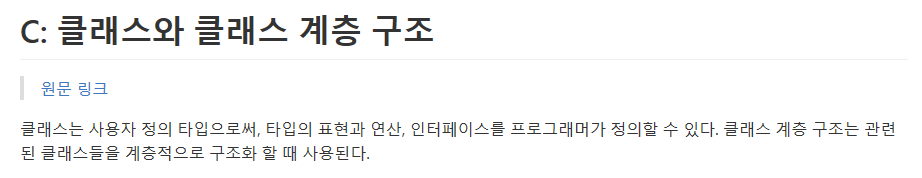 C: 클래스와 클래스 계층 구조
원문 링크
클래스는 사용자 정의 타입으로써, 타입의 표현과 연산, 인터페이스를 프로그래머가 정의할 수 있다. 클래스 계층 구조는 관련
된 클래스들을 계층적으로 구조화 할 때 사용된다.